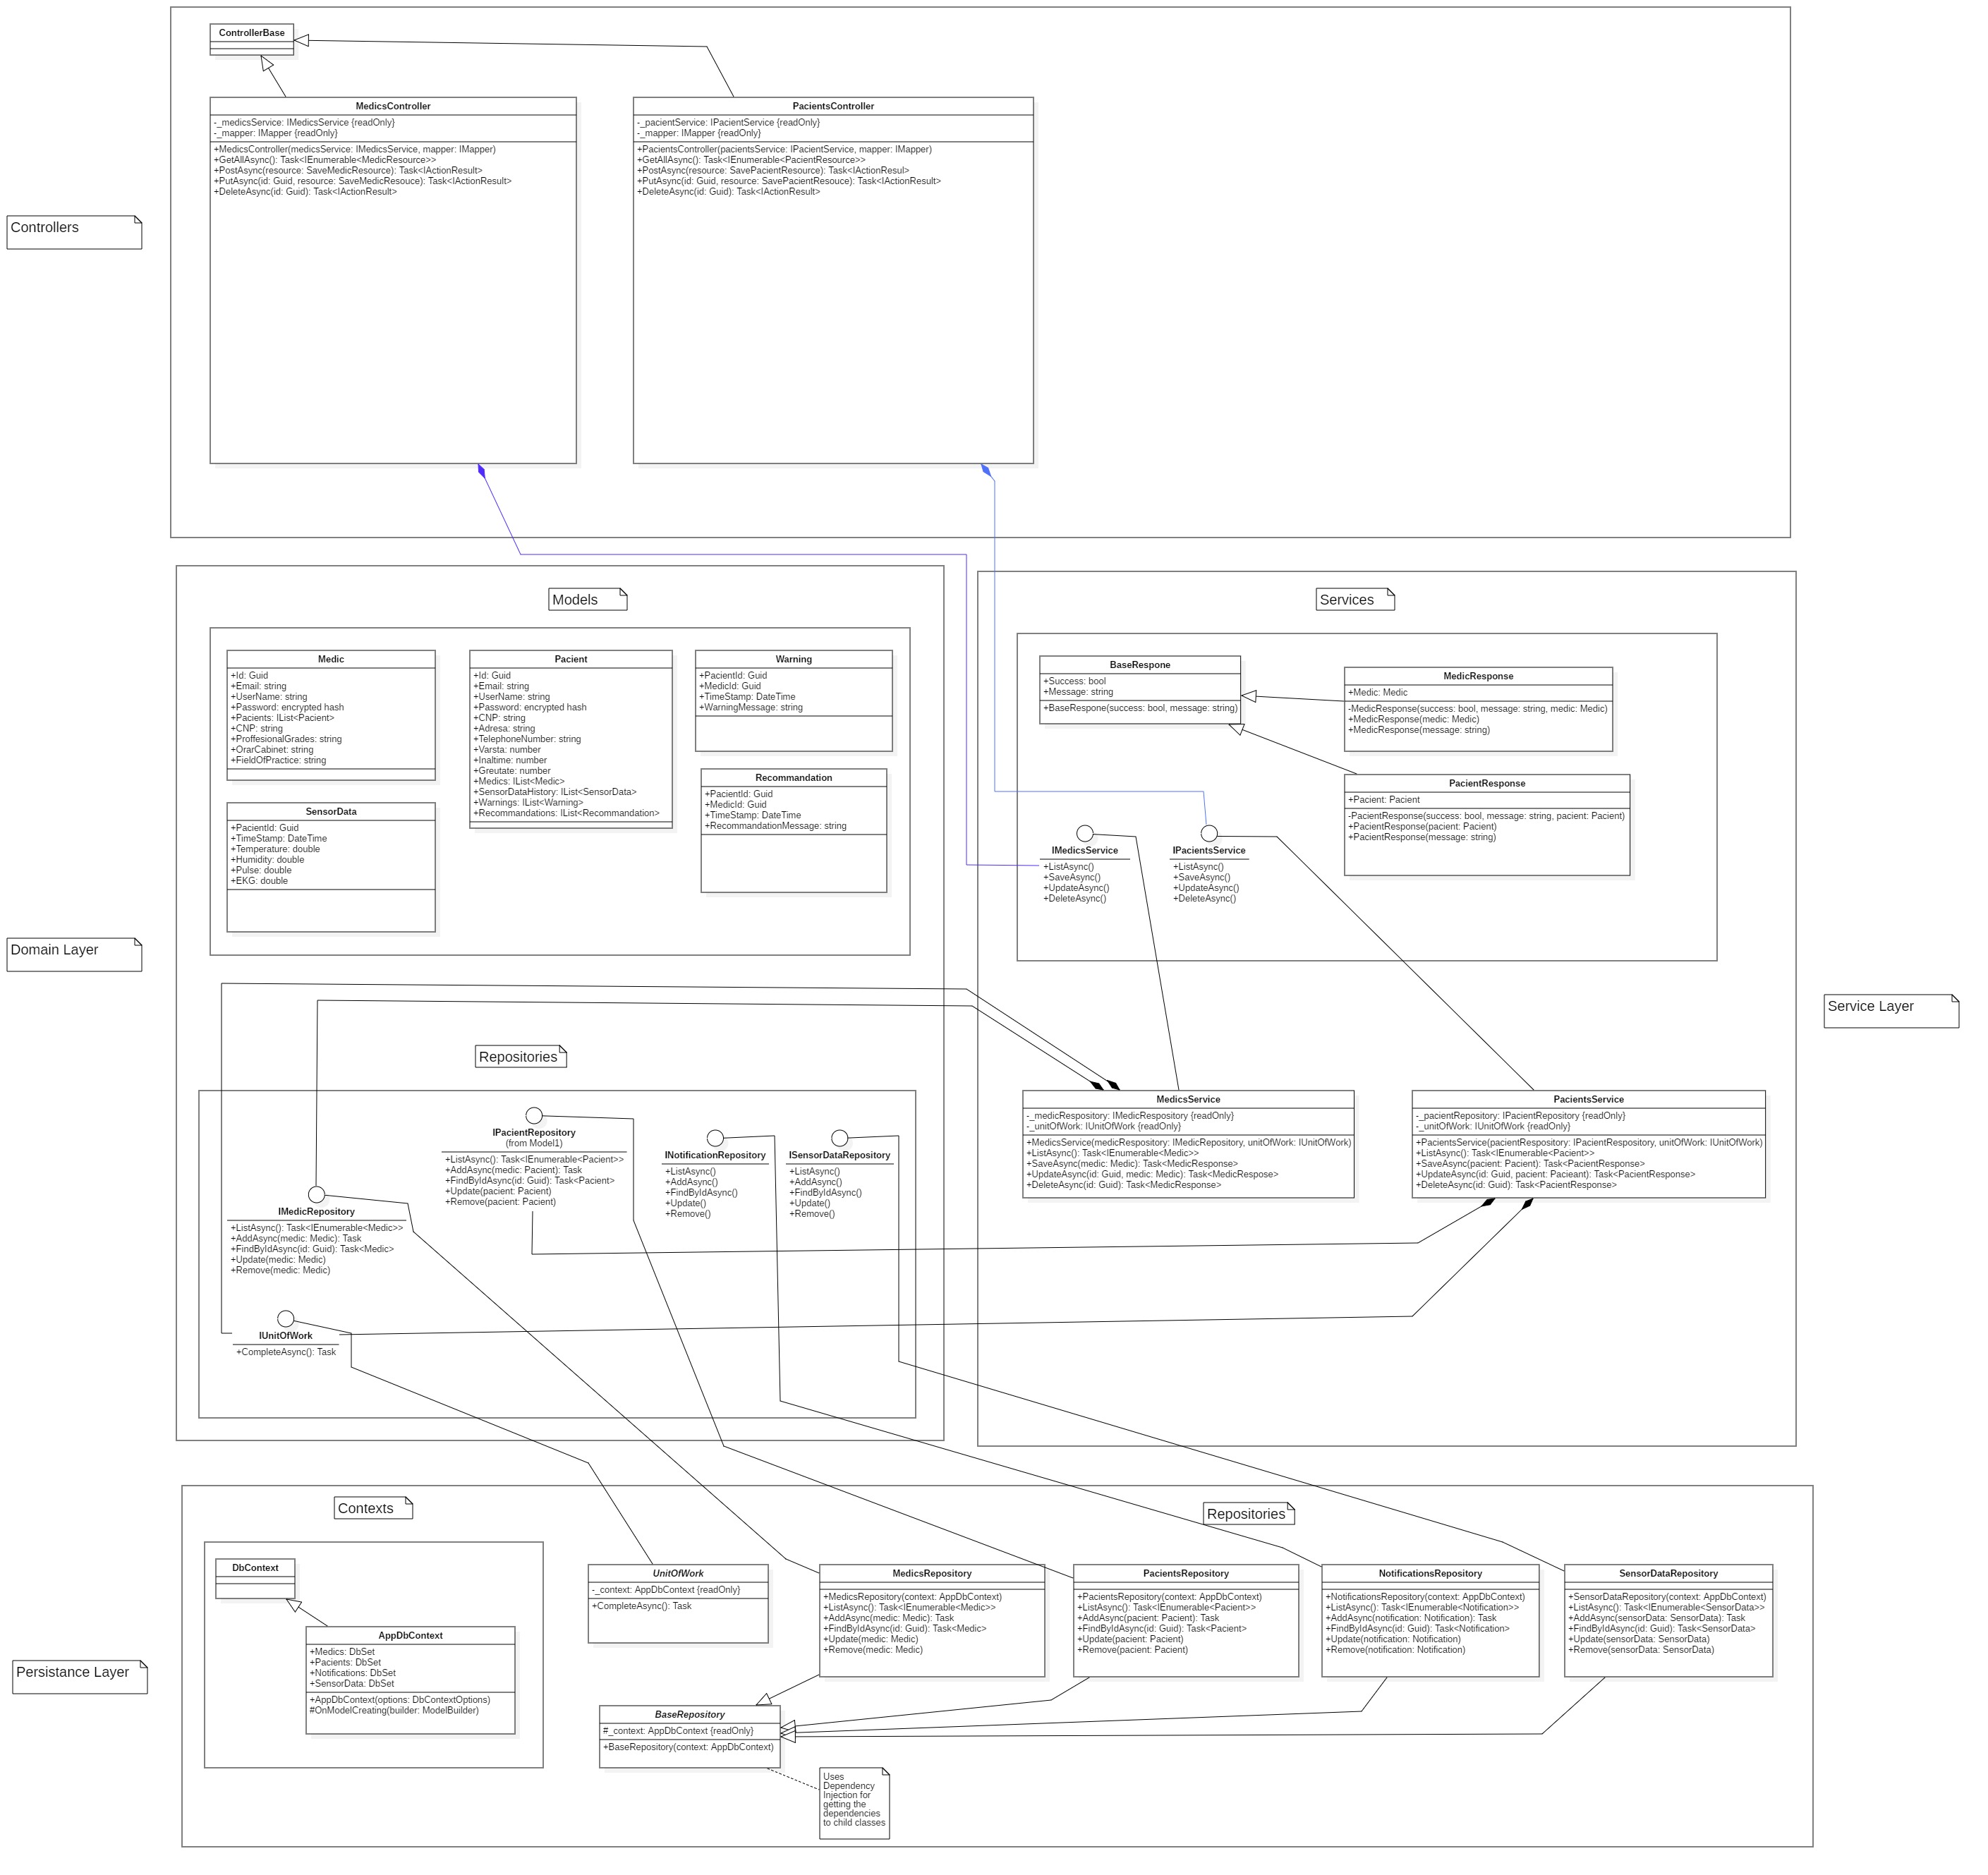 ControllerBase
MedicsController
-_medicsService: IMedicsService {readOnly}
-_mapper: IMapper {readOnly}
+MedicsController(medicsService: IMedicsService, mapper: IMapper)
+GetAllAsync(): Task<IEnumerable<MedicResource>>
+PostAsync(resource: SaveMedicResource): Task<IActionResul>
+PutAsync(id: Guid, resource: SaveMedicResouce): Task<IActionResult>
+DeleteAsync(id: Guid): Task<IActionResult>
PacientsController
-_pacientService: IPacientService {readOnly}
-_mapper: IMapper {readOnly}
+PacientsController(pacientsService: IPacientService, mapper: IMapper)
+GetAllAsync(): Task<IEnumerable<PacientResource>>
+PostAsync(resource: SavePacientResource): Task<IActionResul>
+PutAsync(id: Guid, resource: SavePacientResouce): Task<IActionResult>
+DeleteAsync(id: Guid): Task<IActionResult>
Controllers
Models
Medic
+Id: Guid
+Email: string
+UserName: string
+Password: encrypted hash
+Pacients: IList<Pacient>
+CNP: string
+ProffesionalGrades: string
+OrarCabinet: string
+FieldOfPractice: string
Pacient
+Id: Guid
+Email: string
+UserName: string
+Password: encrypted hash
+CNP: string
+Adresa: string
+TelephoneNumber: string
+Varsta: number
+Inaltime: number
+Greutate: number
+Medics: IList<Medic>
+SensorDataHistory: IList<SensorData>
+Warnings: IList<Warning>
+Recommandations: IList<Recommandation>
Warning
+PacientId: Guid
+MedicId: Guid
+TimeStamp: DateTime
+WarningMessage: string
Recommandation
+PacientId: Guid
+MedicId: Guid
+TimeStamp: DateTime
+RecommandationMessage: string
SensorData
+PacientId: Guid
+TimeStamp: DateTime
+Temperature: double
+Humidity: double
+Pulse: double
+EKG: double
Services
BaseRespone
+Success: bool
+Message: string
+BaseRespone(success: bool, message: string)
MedicResponse
+Medic: Medic
-MedicResponse(success: bool, message: string, medic: Medic)
+MedicResponse(medic: Medic)
+MedicResponse(message: string)
PacientResponse
+Pacient: Pacient
-PacientResponse(success: bool, message: string, pacient: Pacient)
+PacientResponse(pacient: Pacient)
+PacientResponse(message: string)
IMedicsService
+ListAsync()
+SaveAsync()
+UpdateAsync()
+DeleteAsync()
IPacientsService
+ListAsync()
+SaveAsync()
+UpdateAsync()
+DeleteAsync()
Domain Layer
Service Layer
Repositories
IPacientRepository
(from Model1)
+ListAsync(): Task<IEnumerable<Pacient>>
+AddAsync(medic: Pacient): Task
+FindByIdAsync(id: Guid): Task<Pacient>
+Update(pacient: Pacient)
+Remove(pacient: Pacient)
INotificationRepository
+ListAsync()
+AddAsync()
+FindByIdAsync()
+Update()
+Remove()
ISensorDataRepository
+ListAsync()
+AddAsync()
+FindByIdAsync()
+Update()
+Remove()
IMedicRepository
+ListAsync(): Task<IEnumerable<Medic>>
+AddAsync(medic: Medic): Task
+FindByIdAsync(id: Guid): Task<Medic>
+Update(medic: Medic)
+Remove(medic: Medic)
IUnitOfWork
+CompleteAsync(): Task
MedicsService
-_medicRespository: IMedicRespository {readOnly}
-_unitOfWork: IUnitOfWork {readOnly}
+MedicsService(medicRespository: IMedicRepository, unitOfWork: IUnitOfWork)
+ListAsync(): Task<IEnumerable<Medic>>
+SaveAsync(medic: Medic): Task<MedicResponse>
+UpdateAsync(id: Guid, medic: Medic): Task<MedicRespose>
+DeleteAsync(id: Guid): Task<MedicResponse>
PacientsService
-_pacientRepository: IPacientRepository {readOnly}
-_unitOfWork: IUnitOfWork {readOnly}
+PacientsService(pacientRespository: IPacientRespository, unitOfWork: IUnitOfWork)
+ListAsync(): Task<IEnumerable<Pacient>>
+SaveAsync(pacient: Pacient): Task<PacientResponse>
+UpdateAsync(id: Guid, pacient: Pacieant): Task<PacientResponse>
+DeleteAsync(id: Guid): Task<PacientResponse>
Contexts
Repositories
DbContext
AppDbContext
+Medics: DbSet
+Pacients: DbSet
+Notifications: DbSet
+SensorData: DbSet
+AppDbContext(options: DbContextOptions)
#OnModelCreating(builder: ModelBuilder)
UnitOfWork
-_context: AppDbContext {readOnly}
+CompleteAsync(): Task
MedicsRepository
+MedicsRepository(context: AppDbContext)
+ListAsync(): Task<IEnumerable<Medic>>
+AddAsync(medic: Medic): Task
+FindByIdAsync(id: Guid): Task<Medic>
+Update(medic: Medic)
+Remove(medic: Medic)
PacientsRepository
+PacientsRepository(context: AppDbContext)
+ListAsync(): Task<IEnumerable<Pacient>>
+AddAsync(pacient: Pacient): Task
+FindByIdAsync(id: Guid): Task<Pacient>
+Update(pacient: Pacient)
+Remove(pacient: Pacient)
NotificationsRepository
+NotificationsRepository(context: AppDbContext)
+ListAsync(): Task<IEnumerable<Notification>>
+AddAsync(notification: Notification): Task
+FindByIdAsync(id: Guid): Task<Notification>
+Update(notification: Notification)
+Remove(notification: Notification)
SensorDataRepository
+SensorDataRepository(context: AppDbContext)
+ListAsync(): Task<Enumerable<SensorData>>
+AddAsync(sensorData: SensorData): Task
+FindByIdAsync(id: Guid): Task<SensorData>
+Update(sensorData: SensorData)
+Remove(sensorData: SensorData)
Persistance Layer
BaseRepository
#_context: AppDbContext {readOnly}
+BaseRepository(context: AppDbContext)
Uses
Dependency
Injection for
getting the
dependencies
to child classes